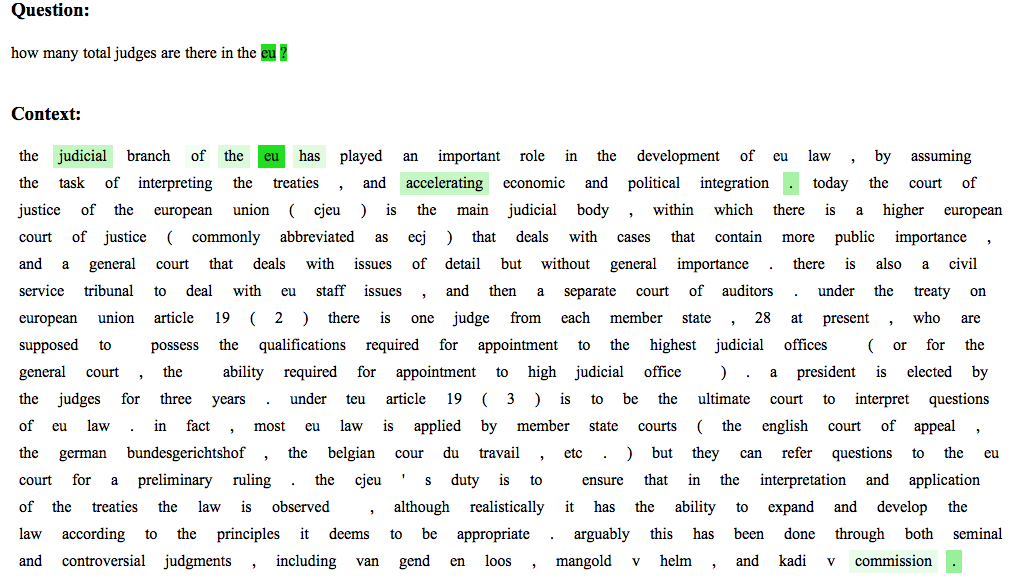 Question:
how many total judges are there in the eu ?
Context:
the judicial branch of the eu has played an important role in the development of eu law , by assuming
the task of interpreting the treaties , and accelerating economic and political integration . today the court of
justice of the european union ( cjeu ) is the main judicial body , within which there is a higher european
court of justice ( commonly abbreviated as ecj ) that deals with cases that contain more public importance ,
and a general court that deals with issues of detail but without general importance . there is also a civil
service tribunal to deal with eu staff issues , and then a separate court of auditors . under the treaty on
european union article 19 ( 2 ) there is one judge from each member state , 28 at present , who are
supposed to possess the qualifications required for appointment to the highest judicial offices ( or for the
general court , the ability required for appointment to high judicial office ) . a president is elected by
the judges for three years . under teu article 19 ( 3 ) is to be the ultimate court to interpret questions
of eu law . in fact , most eu law is applied by member state courts ( the english court of appeal ,
the german bundesgerichtshof , the belgian cour du travail , etc . ) but they can refer questions to the eu
court for a preliminary ruling . the cjeu ' s duty is to ensure that in the interpretation and application
of the treaties the law is observed , although realistically it has the ability to expand and develop the
law according to the principles it deems to be appropriate . arguably this has been done through both seminal
and controversial judgments , including van gend en loos , mangold v helm , and kadi v commission .